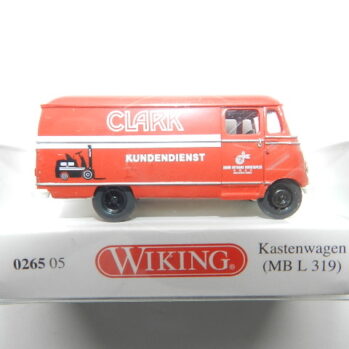 CLARK
KUNDENDIENST
0265 05
WIKING®
Kastenwagen
(MB L 319)